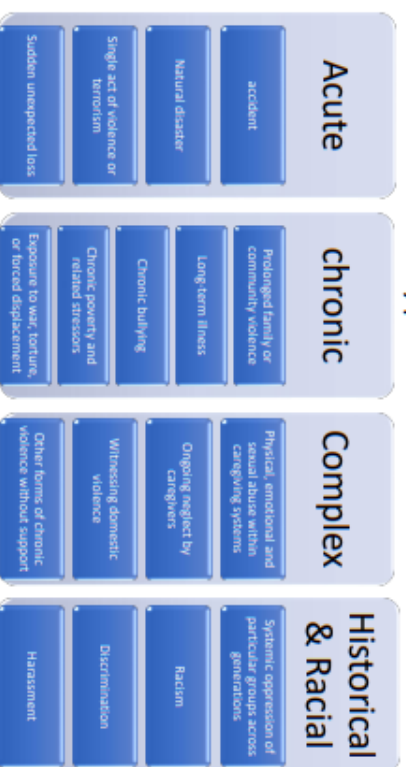 Acute
accident
Natural disaster
Single act of violence or
terrorism
Sudden unexpected loss
chronic
Prolonged family or
community violence
Long-term illness
Chronic bullying
Chronic poverty and
related stressors
Exposure to war, torture,
or forced displacement
Complex
Physical, emotional and
sexual abuse within
caregiving systems
Ongoing neglect by
caregivers
Witnessing domestic
violence
Other forms of chronic
violence without support
Historical
& Racial
Systemic oppression of
particular groups across
generations
Racism
Discrimination
Harassment